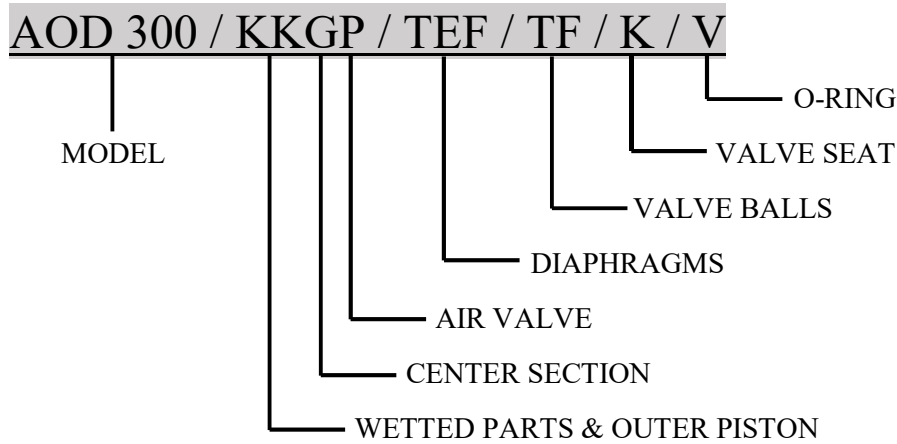 AOD 300 / KKGP / TEF / TF / K / V
O-RING
MODEL
VALVE SEAT
VALVE BALLS
DIAPHRAGMS
AIR VALVE
CENTER SECTION
WETTED PARTS & OUTER PISTON